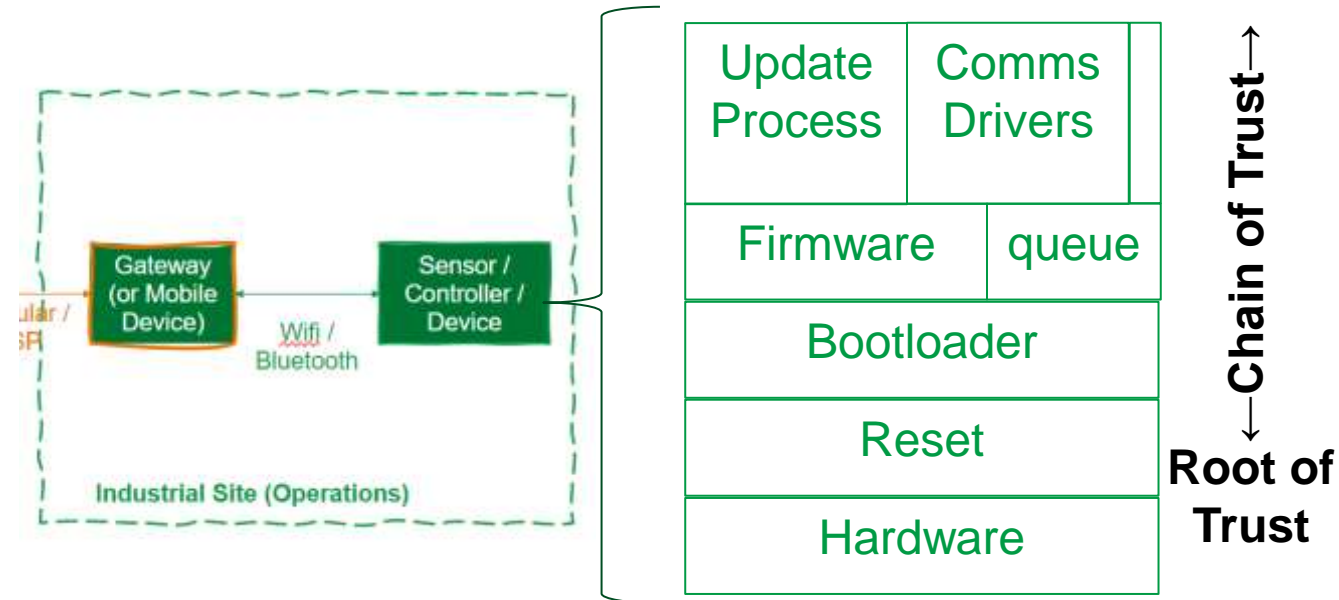 Gateway
(or Mobile
Device)
Sensor /
Controller /
Device
Wifi /
Bluetooth
Industrial Site (Operations)
Update
Process
Comms
Drivers
Firmware
queue
Bootloader
Reset
Hardware
←Chain of Trust→
Root of
Trust